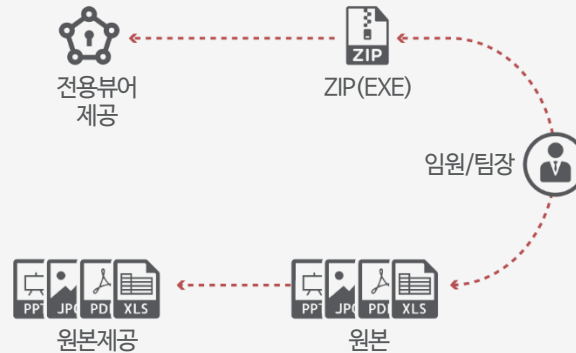 ZIP
전용뷰어
제공
ZIP(EXE)
임원/팀장
PPT JPG PDF XLS
PPT JPG PDF XLS
원본제공
원본